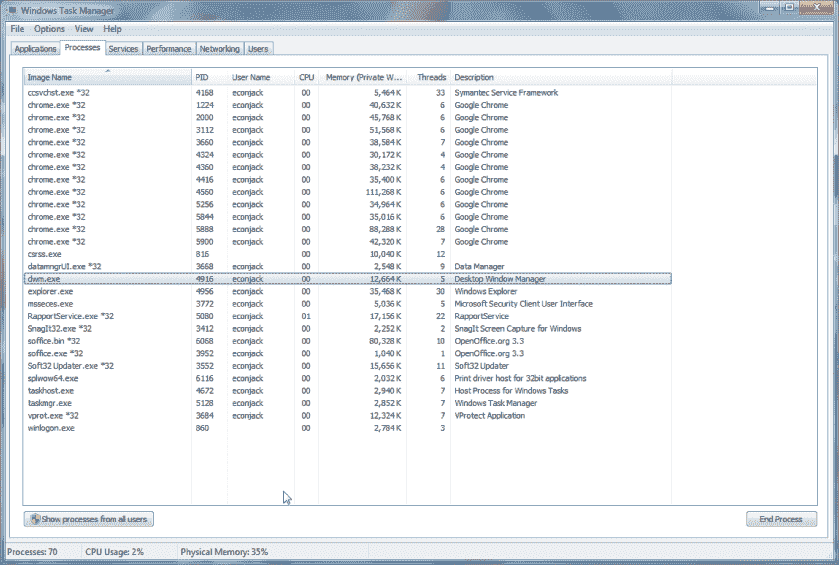 Windows Task Manager
File Options View Help
Applications Processes Services Performance Networking Users
Image Name PID User Name CPU Memory (Private W... Threads Description
ccsvchst.exe *32 4168 econjack 00 5,464 K 33 Symantec Service Framework
chrome.exe *32 1224 econjack 00 40,632 K 6 Google Chrome
chrome.exe *32 2000 econjack 00 45,768 K 6 Google Chrome
chrome.exe *32 3112 econjack 00 51,568 K 6 Google Chrome
chrome.exe *32 3660 econjack 00 38,584 K 7 Google Chrome
chrome.exe *32 4324 econjack 00 30,172 K 4 Google Chrome
chrome.exe *32 4360 econjack 00 38,232 K 4 Google Chrome
chrome.exe *32 4416 econjack 00 35,400 K 6 Google Chrome
chrome.exe *32 4560 econjack 00 111,268 K 6 Google Chrome
chrome.exe *32 5256 econjack 00 34,964 K 6 Google Chrome
chrome.exe *32 5844 econjack 00 35,016 K 6 Google Chrome
chrome.exe *32 5888 econjack 00 88,288 K 28 Google Chrome
chrome.exe *32 5900 econjack 00 42,320 K 7 Google Chrome
csrss.exe 816 00 10,040 K 12
datamngrUI.exe *32 3668 econjack 00 2,548 K 9 Data Manager
dwm.exe 4916 econjack 00 12,664 K 5 Desktop Window Manager
explorer.exe 4956 econjack 00 35,468 K 30 Windows Explorer
msseces.exe 3772 econjack 00 5,036 K 5 Microsoft Security Client User Interface
RapportService.exe *32 5080 econjack 01 17,156 K 22 RapportService
SnagIt32.exe *32 3412 econjack 00 2,252 K 2 SnagIt Screen Capture for Windows
soffice.bin *32 6068 econjack 00 80,328 K 10 OpenOffice.org 3.3
soffice.exe *32 3952 econjack 00 1,040 K 1 OpenOffice.org 3.3
Soft32 Updater.exe *32 3552 econjack 00 15,656 K 11 Soft32 Updater
splwow64.exe 6116 econjack 00 2,032 K 6 Print driver host for 32bit applications
taskhost.exe 4672 econjack 00 2,940 K 7 Host Process for Windows Tasks
taskmgr.exe 5128 econjack 00 2,852 K 7 Windows Task Manager
vprot.exe *32 3684 econjack 00 12,324 K 7 VProtect Application
winlogon.exe 860 00 2,784 K 3
Show processes from all users End Process
Processes: 70 CPU Usage: 2% Physical Memory: 35%